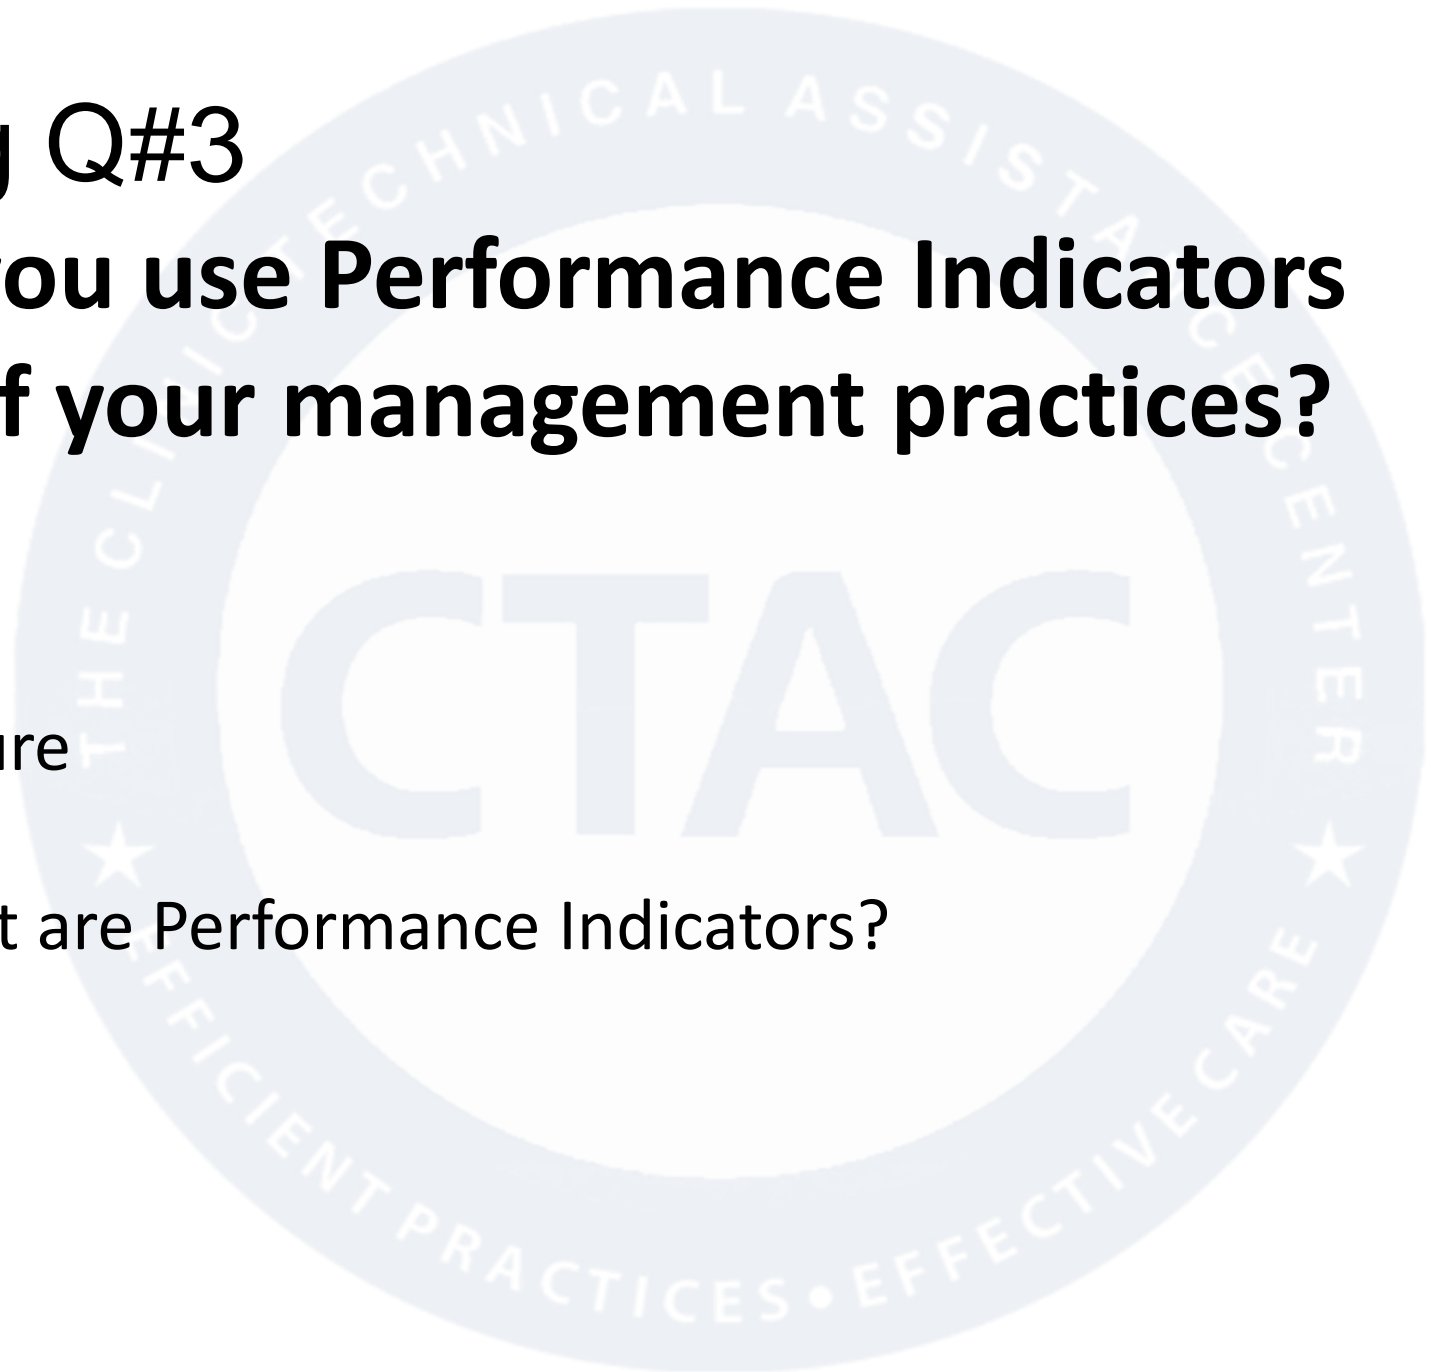 g Q#3
you use Performance Indicators
f your management practices?
ure
t are Performance Indicators?
THE CLINIC TECHNICAL ASSISTANCE CENTER
CTAC
EFFICIENT PRACTICES • EFFECTIVE CARE